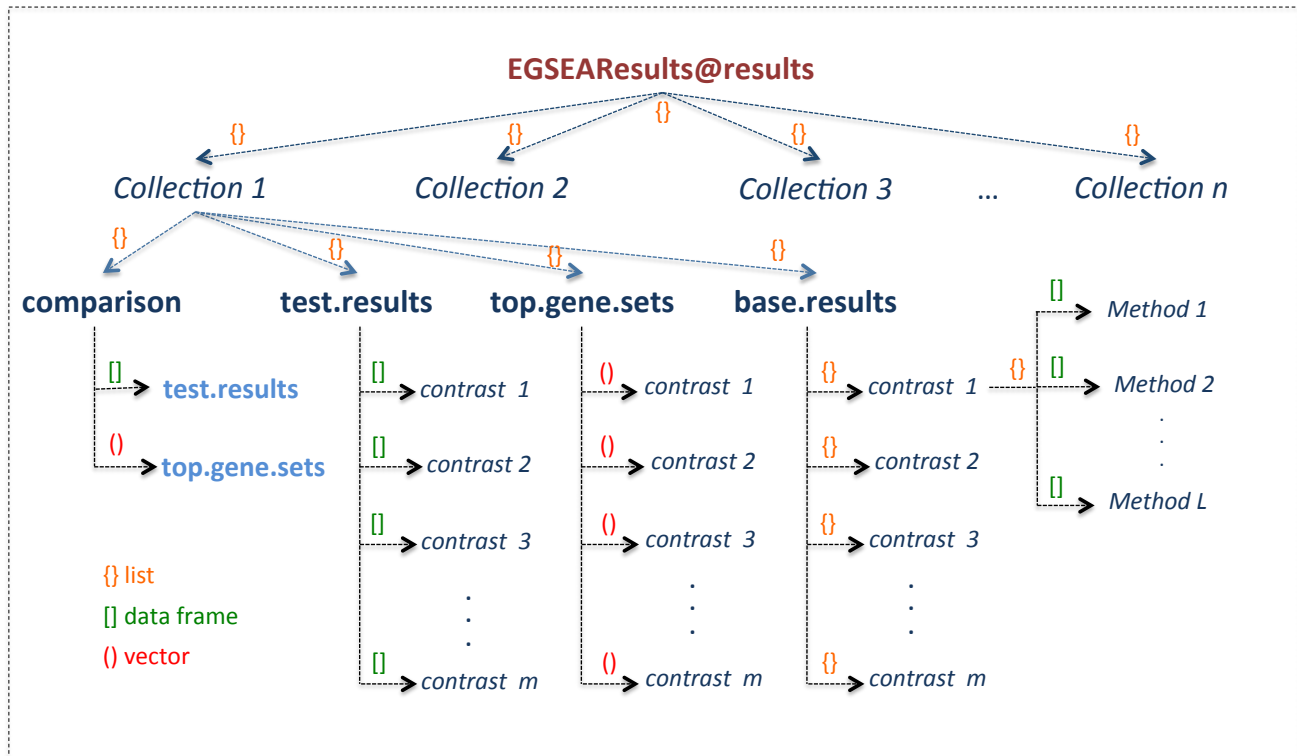 EGSEAResults@results
{} {} {} {} {}
Collection 1 Collection 2 Collection 3 ... Collection n
{} {} {} {}
comparison test.results top.gene.sets base.results
[] Method 1
[] test.results [] contrast 1 () contrast 1 {} contrast 1 {} [] Method 2
.
.
.
() top.gene.sets [] contrast 2 () contrast 2 {} contrast 2
[] Method L
[] contrast 3 () contrast 3 {} contrast 3
{} list
. . .
[] data frame
. . .
. . .
() vector
[] contrast m () contrast m {} contrast m